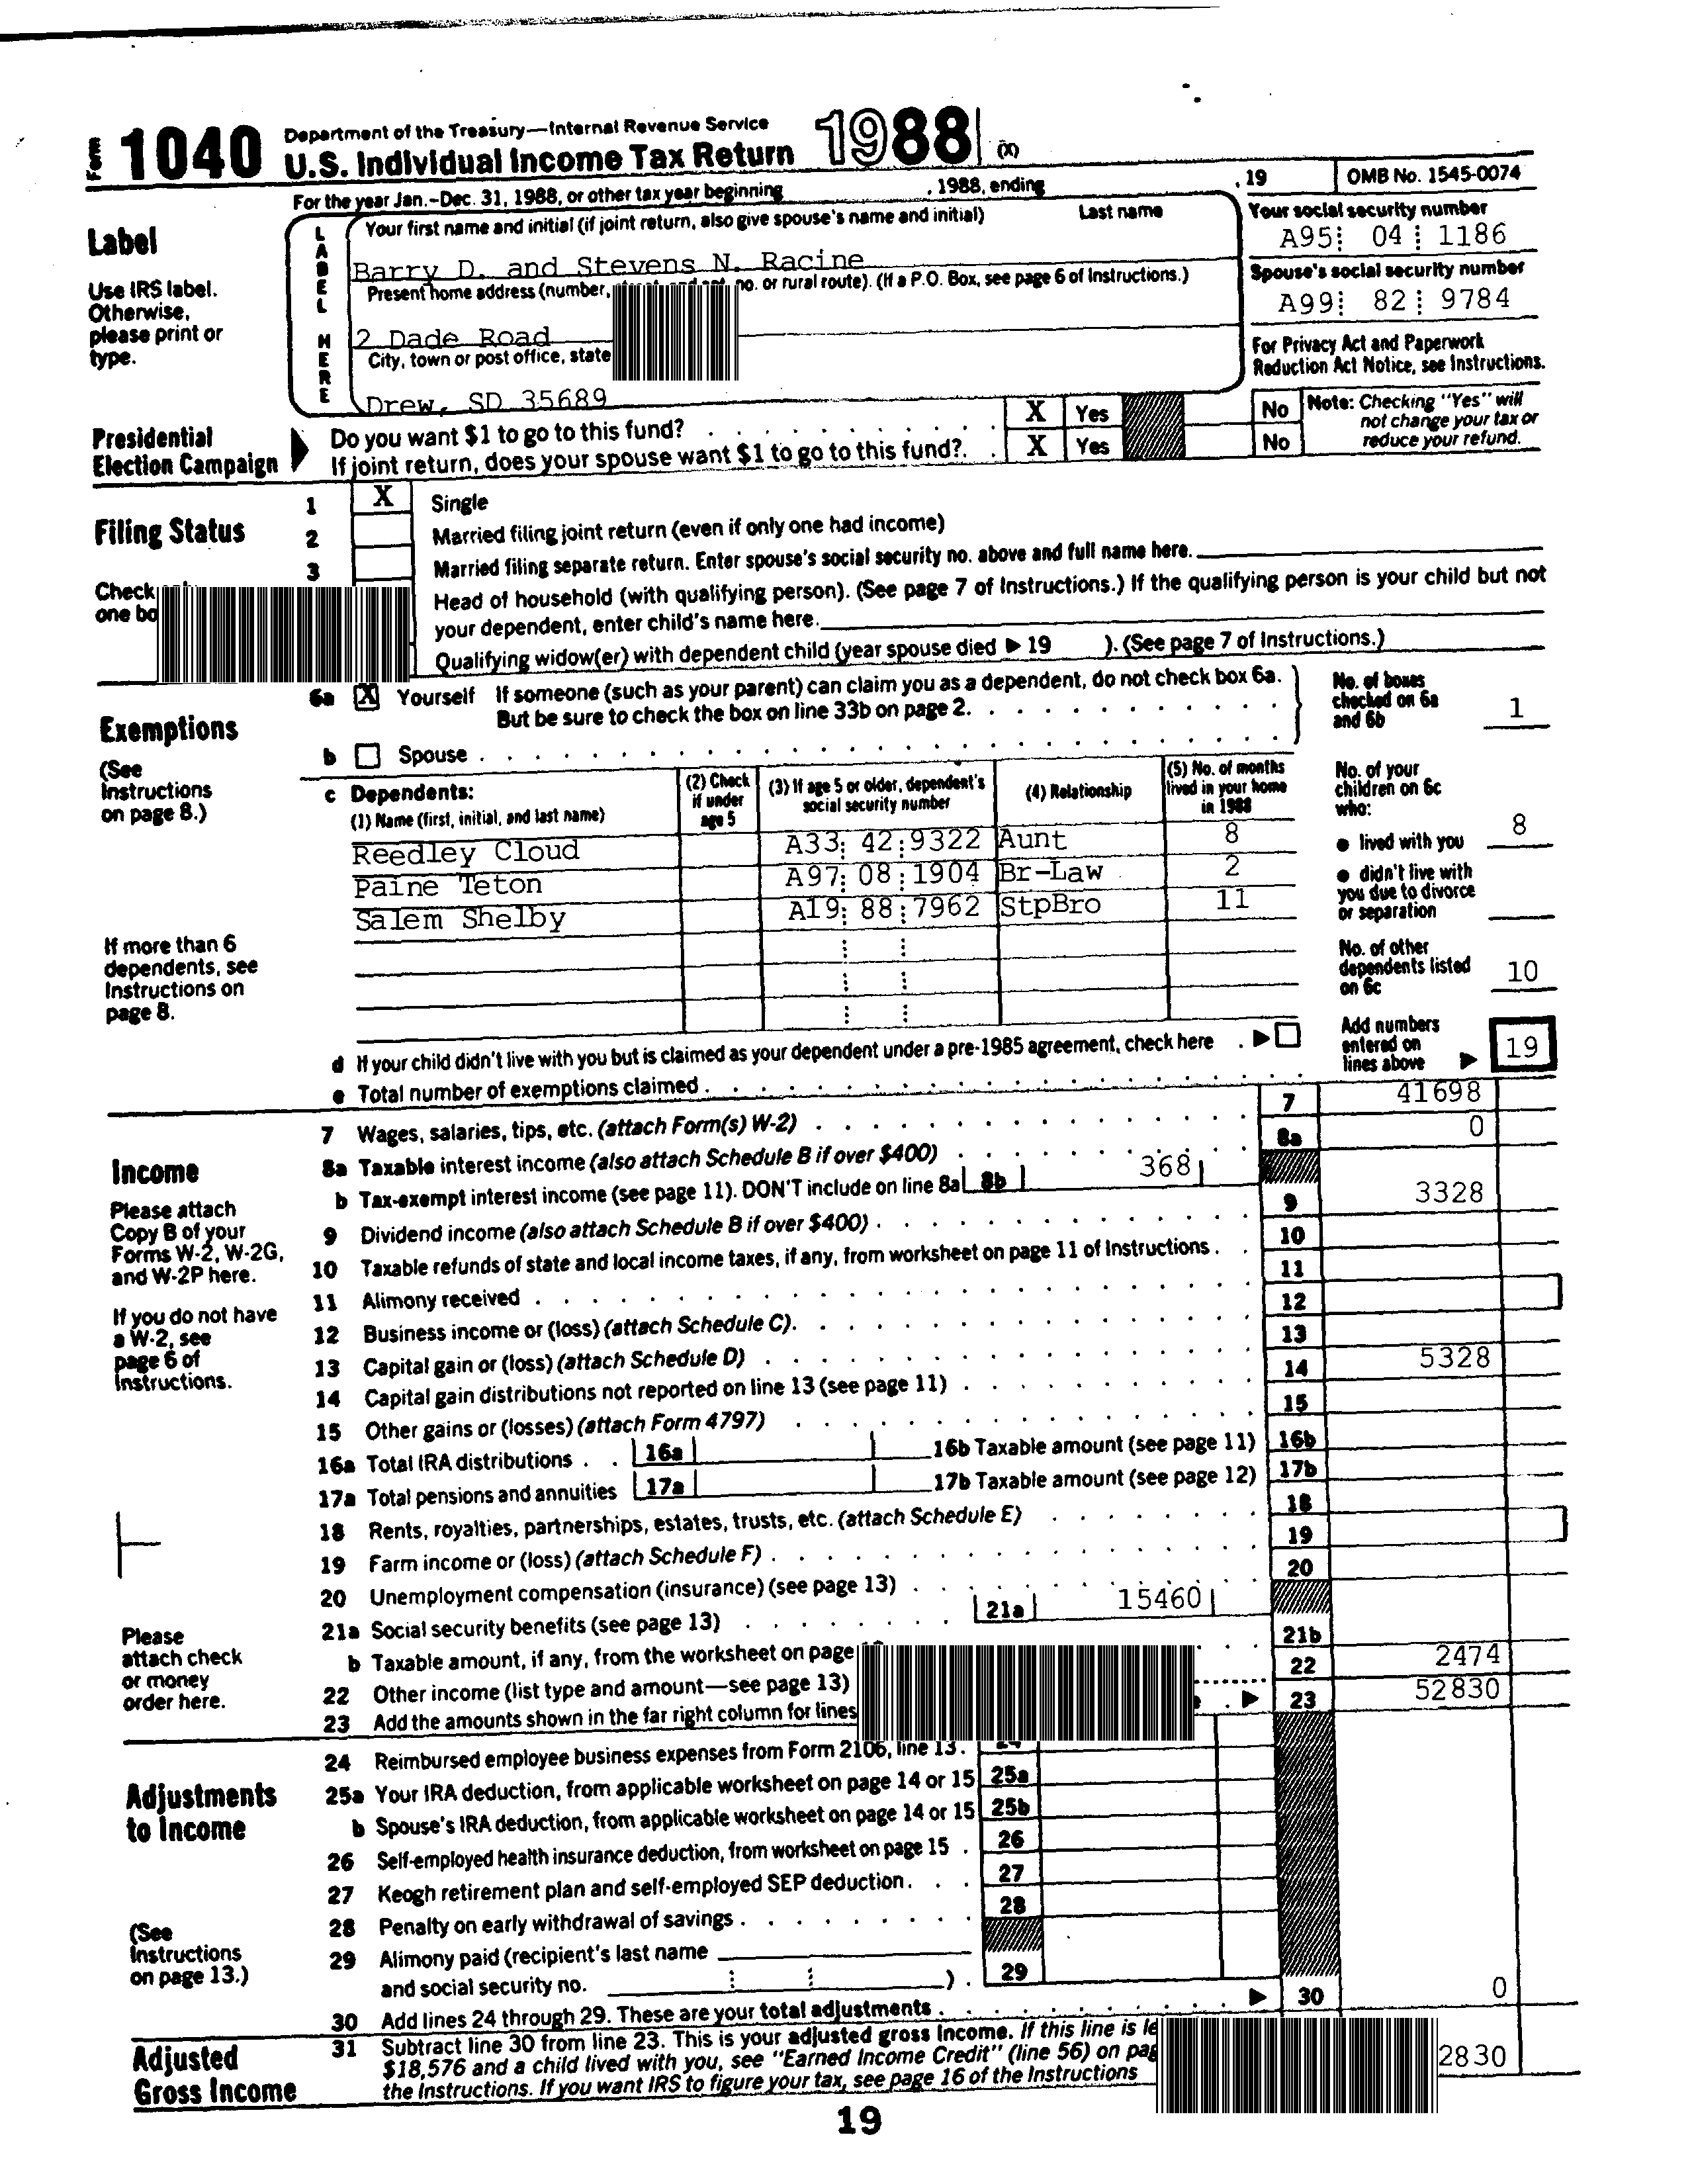 Form 1040 Department of the Treasury—Internal Revenue Service
U.S. Individual Income Tax Return 1988 (X)
For the year Jan.–Dec. 31, 1988, or other tax year beginning , 1988, ending , 19 OMB No. 1545-0074
Label
Use IRS label. Otherwise, please print or type.
LABEL HERE
Your first name and initial (if joint return, also give spouse's name and initial) Last name
Barry D. and Stevens N. Racine
Your social security number
A95 04 1186
Present home address (number, no. or rural route). (If a P.O. Box, see page 6 of Instructions.)
2 Dade Road
Spouse's social security number
A99 82 9784
City, town or post office, state
Drew, SD 35689
For Privacy Act and Paperwork
Reduction Act Notice, see Instructions.
Presidential
Election Campaign
Do you want $1 to go to this fund? X Yes No
If joint return, does your spouse want $1 to go to this fund? X Yes No
Note: Checking "Yes" will
not change your tax or
reduce your refund.
Filing Status
Check
one bo
1 X Single
2 Married filing joint return (even if only one had income)
3 Married filing separate return. Enter spouse's social security no. above and full name here.
Head of household (with qualifying person). (See page 7 of Instructions.) If the qualifying person is your child but not
your dependent, enter child's name here.
Qualifying widow(er) with dependent child (year spouse died ▶ 19 ). (See page 7 of Instructions.)
Exemptions
(See
Instructions
on page 8.)
6a X Yourself If someone (such as your parent) can claim you as a dependent, do not check box 6a.
But be sure to check the box on line 33b on page 2.
b Spouse
No. of boxes
checked on 6a
and 6b 1
c Dependents:
(1) Name (first, initial, and last name)
(2) Check
if under
age 5
(3) If age 5 or older, dependent's
social security number
(4) Relationship
(5) No. of months
lived in your home
in 1988
Reedley Cloud A33 42 9322 Aunt 8
Paine Teton A97 08 1904 Br-Law 2
Salem Shelby A19 88 7962 StpBro 11
No. of your
children on 6c
who:
● lived with you 8
● didn't live with
you due to divorce
or separation
No. of other
dependents listed
on 6c 10
If more than 6
dependents, see
Instructions on
page 8.
d If your child didn't live with you but is claimed as your dependent under a pre-1985 agreement, check here ▶
e Total number of exemptions claimed
Add numbers
entered on
lines above ▶ 19
Income
Please attach
Copy B of your
Forms W-2, W-2G,
and W-2P here.
If you do not have
a W-2, see
page 6 of
Instructions.
Please
attach check
or money
order here.
7 Wages, salaries, tips, etc. (attach Form(s) W-2) 7 41698
8a Taxable interest income (also attach Schedule B if over $400) 8a 0
b Tax-exempt interest income (see page 11). DON'T include on line 8a 8b 368
9 Dividend income (also attach Schedule B if over $400) 9 3328
10 Taxable refunds of state and local income taxes, if any, from worksheet on page 11 of Instructions 10
11 Alimony received 11
12 Business income or (loss) (attach Schedule C) 12
13 Capital gain or (loss) (attach Schedule D) 13
14 Capital gain distributions not reported on line 13 (see page 11) 14 5328
15 Other gains or (losses) (attach Form 4797) 15
16a Total IRA distributions 16a 16b Taxable amount (see page 11) 16b
17a Total pensions and annuities 17a 17b Taxable amount (see page 12) 17b
18 Rents, royalties, partnerships, estates, trusts, etc. (attach Schedule E) 18
19 Farm income or (loss) (attach Schedule F) 19
20 Unemployment compensation (insurance) (see page 13) 20
21a Social security benefits (see page 13) 21a 15460
b Taxable amount, if any, from the worksheet on page 21b
22 Other income (list type and amount—see page 13) 22 2474
23 Add the amounts shown in the far right column for lines ▶ 23 52830
Adjustments
to Income
(See
Instructions
on page 13.)
24 Reimbursed employee business expenses from Form 2106, line 13. 24
25a Your IRA deduction, from applicable worksheet on page 14 or 15 25a
b Spouse's IRA deduction, from applicable worksheet on page 14 or 15 25b
26 Self-employed health insurance deduction, from worksheet on page 15 26
27 Keogh retirement plan and self-employed SEP deduction 27
28 Penalty on early withdrawal of savings 28
29 Alimony paid (recipient's last name
and social security no. ) 29
30 Add lines 24 through 29. These are your total adjustments ▶ 30 0
Adjusted
Gross Income
31 Subtract line 30 from line 23. This is your adjusted gross income. If this line is le
$18,576 and a child lived with you, see "Earned Income Credit" (line 56) on pag
the Instructions. If you want IRS to figure your tax, see page 16 of the Instructions 2830
19